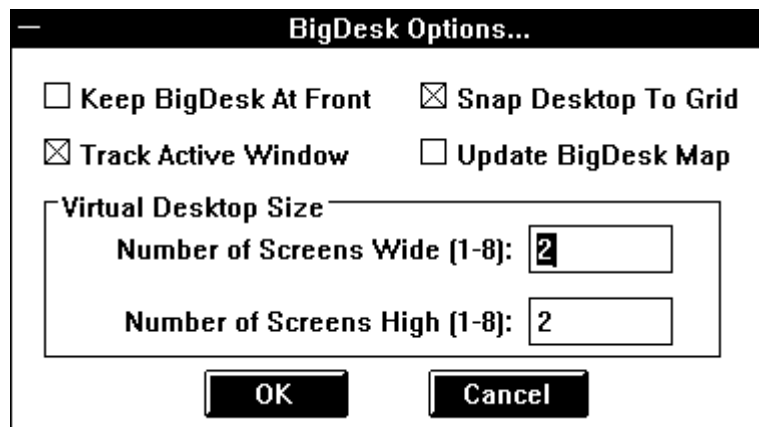 BigDesk Options...
Keep BigDesk At Front Snap Desktop To Grid
Track Active Window Update BigDesk Map
Virtual Desktop Size
Number of Screens Wide (1-8): 2
Number of Screens High (1-8): 2
OK Cancel